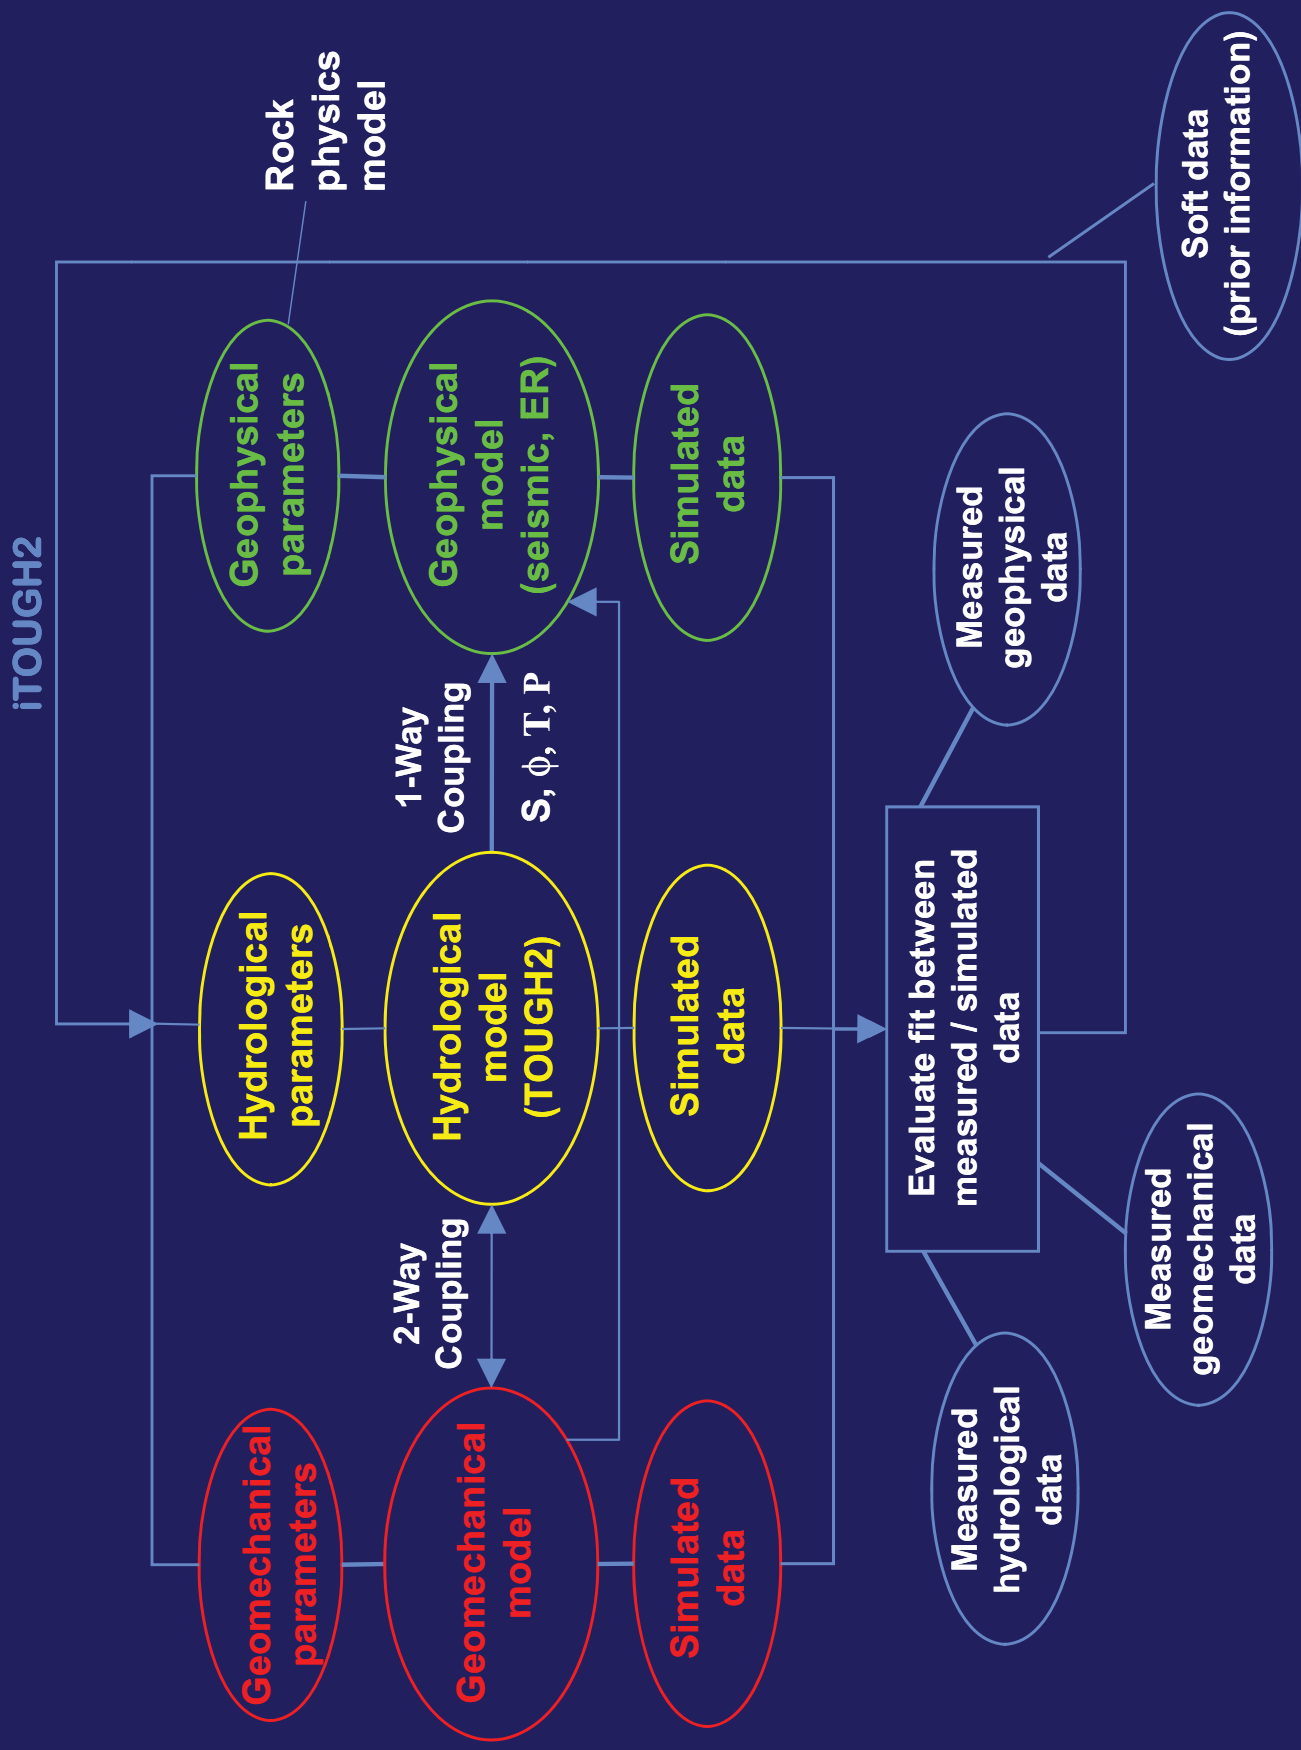 iTOUGH2
Geomechanical
parameters
Hydrological
parameters
Geophysical
parameters
Rock
physics
model
Geomechanical
model
2-Way
Coupling
Hydrological
model
(TOUGH2)
1-Way
Coupling
S, ϕ, T, P
Geophysical
model
(seismic, ER)
Simulated
data
Simulated
data
Simulated
data
Evaluate fit between
measured / simulated
data
Measured
hydrological
data
Measured
geomechanical
data
Measured
geophysical
data
Soft data
(prior information)